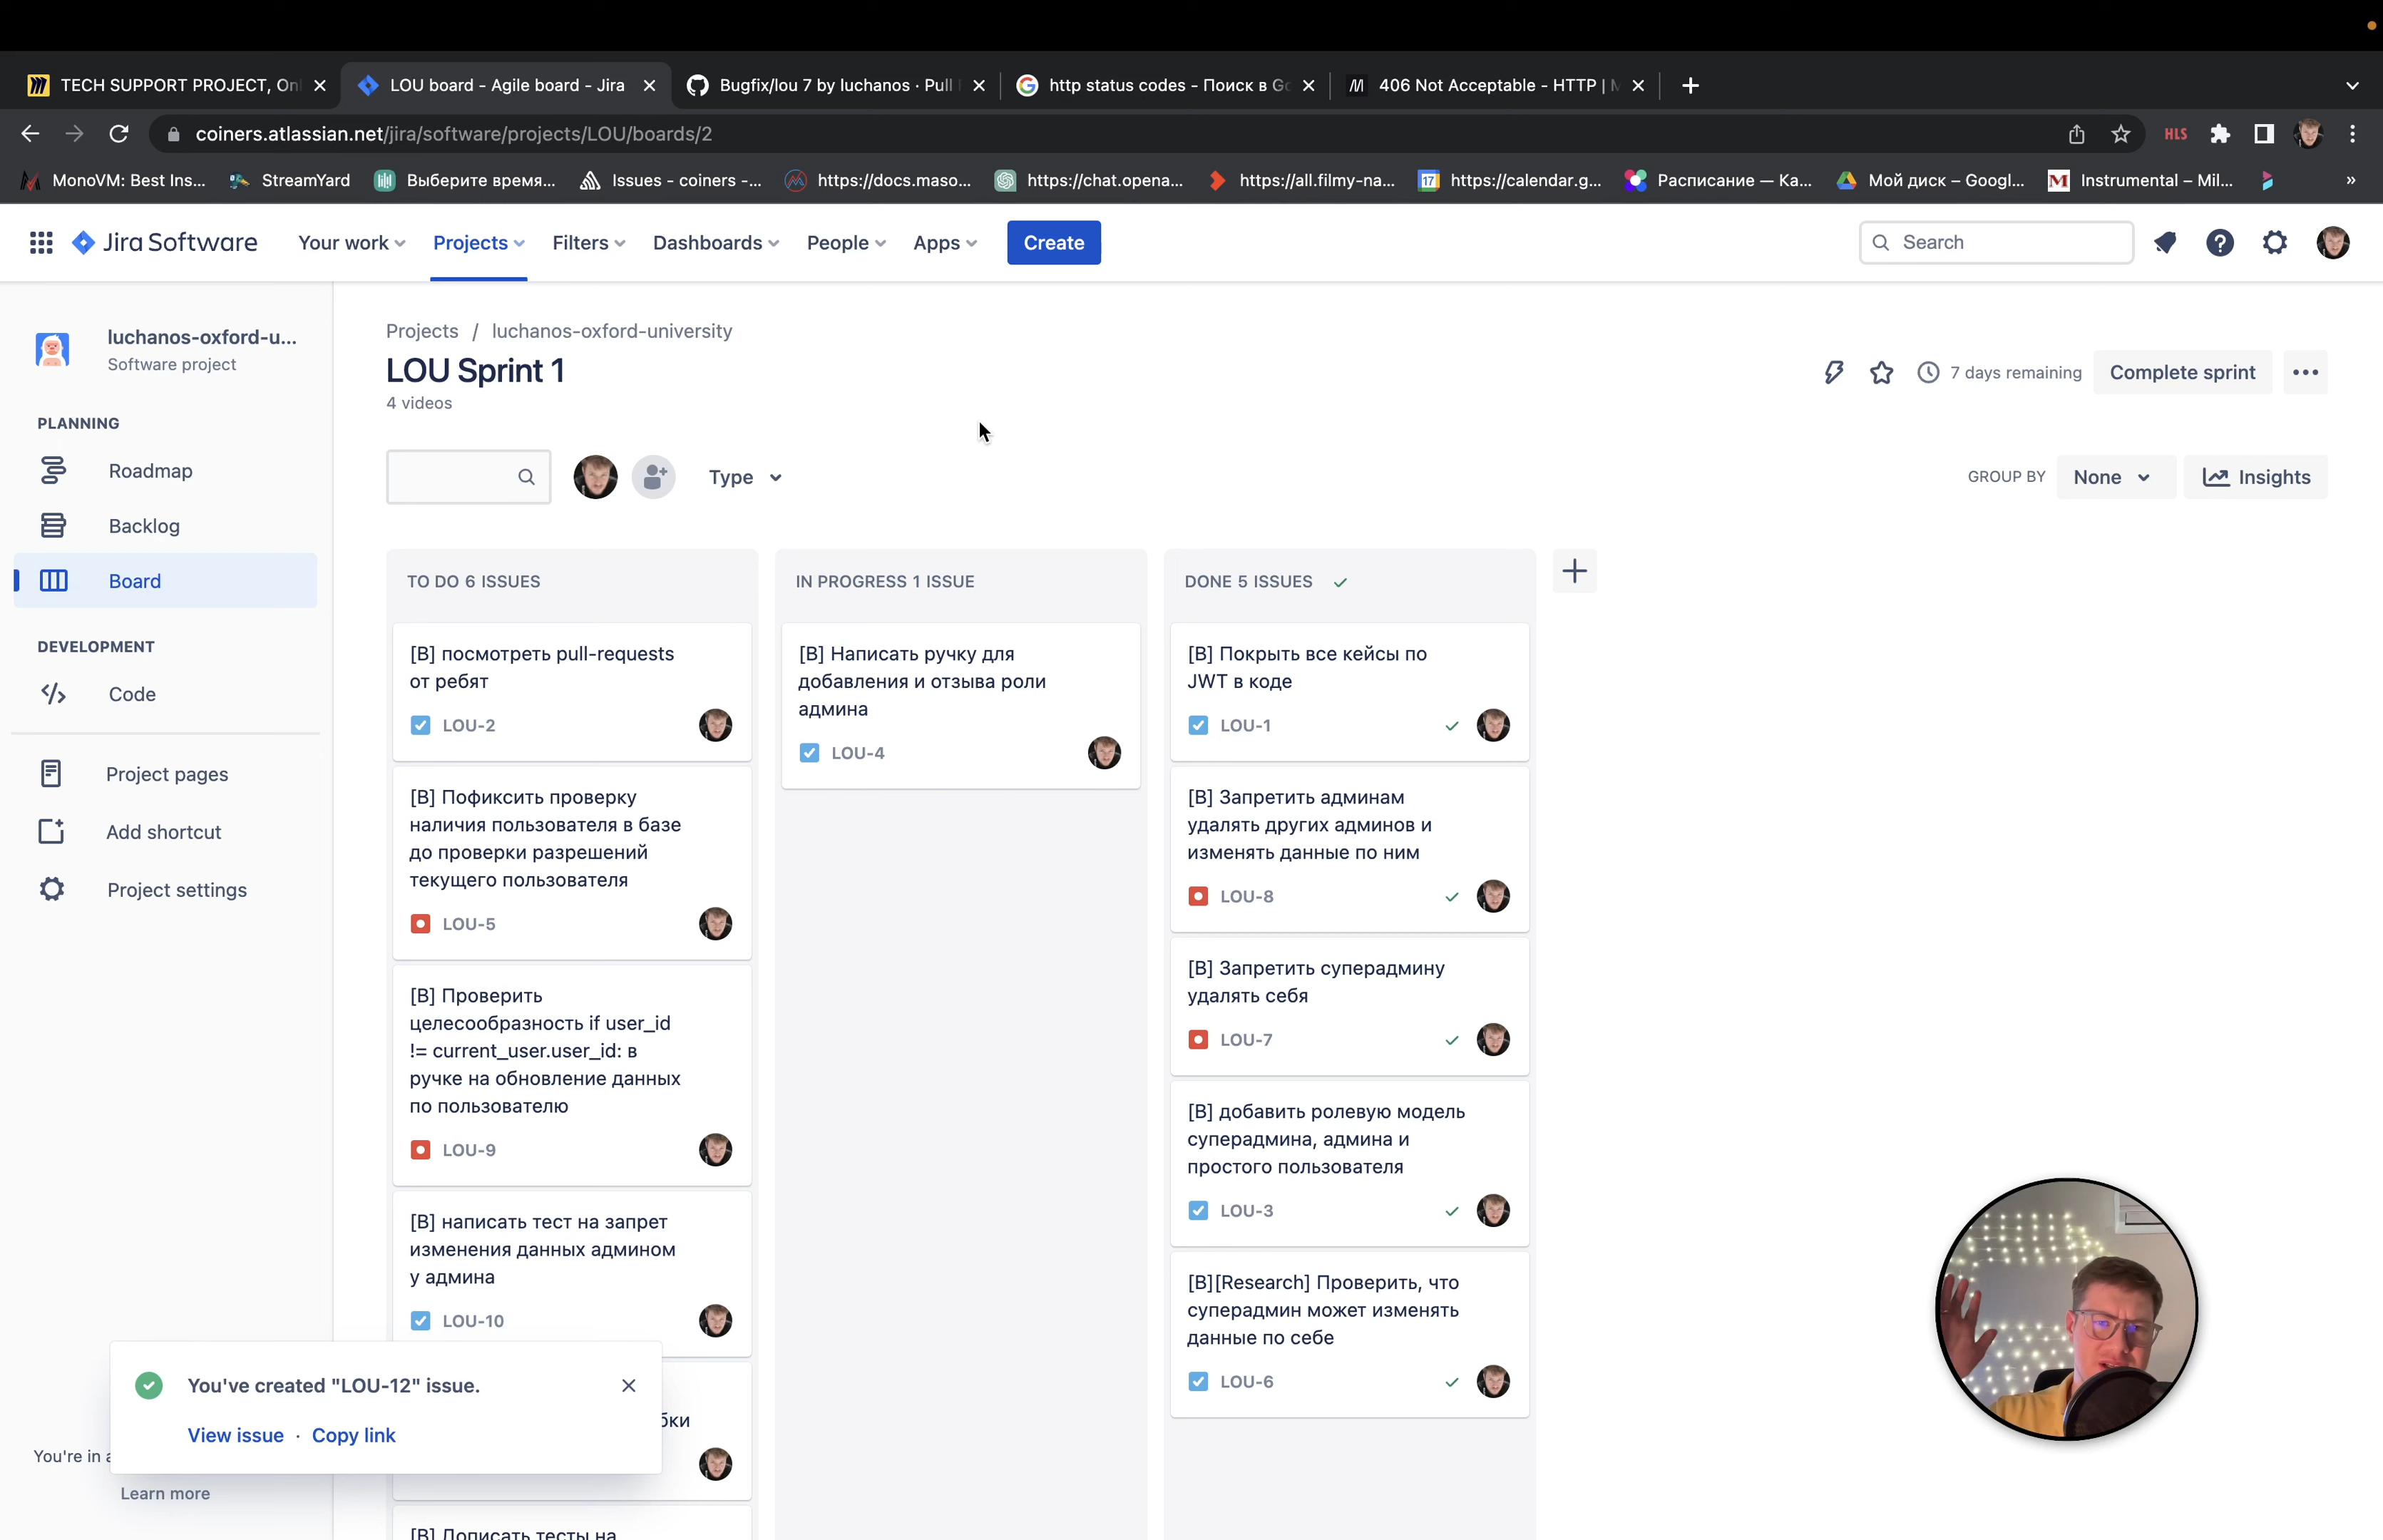 TECH SUPPORT PROJECT, Onl
LOU board - Agile board - Jira
Bugfix/lou 7 by luchanos · Pull
http status codes - Поиск в Go
406 Not Acceptable - HTTP | M
coiners.atlassian.net/jira/software/projects/LOU/boards/2
HLS
MonoVM: Best Ins...
StreamYard
Выберите время...
Issues - coiners -...
https://docs.maso...
https://chat.opena...
https://all.filmy-na...
17
https://calendar.g...
Расписание — Ка...
Мой диск – Googl...
Instrumental – Mil...
»
Jira Software
Your work
Projects
Filters
Dashboards
People
Apps
Create
Search
luchanos-oxford-u...
Software project
PLANNING
Roadmap
Backlog
Board
DEVELOPMENT
Code
Project pages
Add shortcut
Project settings
You're in a
Learn more
Projects / luchanos-oxford-university
LOU Sprint 1
4 videos
7 days remaining
Complete sprint
Type
GROUP BY
None
Insights
TO DO 6 ISSUES
[B] посмотреть pull-requests
от ребят
LOU-2
[B] Пофиксить проверку
наличия пользователя в базе
до проверки разрешений
текущего пользователя
LOU-5
[B] Проверить
целесообразность if user_id
!= current_user.user_id: в
ручке на обновление данных
по пользователю
LOU-9
[B] написать тест на запрет
изменения данных админом
у админа
LOU-10
бки
[B] Дописать тесты на
IN PROGRESS 1 ISSUE
[B] Написать ручку для
добавления и отзыва роли
админа
LOU-4
DONE 5 ISSUES
[B] Покрыть все кейсы по
JWT в коде
LOU-1
[B] Запретить админам
удалять других админов и
изменять данные по ним
LOU-8
[B] Запретить суперадмину
удалять себя
LOU-7
[B] добавить ролевую модель
суперадмина, админа и
простого пользователя
LOU-3
[B][Research] Проверить, что
суперадмин может изменять
данные по себе
LOU-6
You've created "LOU-12" issue.
View issue · Copy link